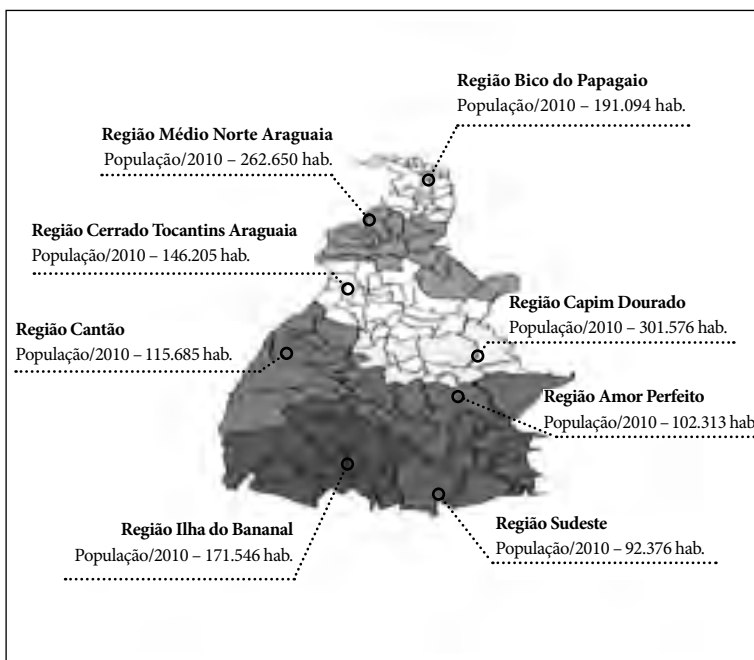 Região Bico do Papagaio
População/2010 – 191.094 hab.
Região Médio Norte Araguaia
População/2010 – 262.650 hab.
Região Cerrado Tocantins Araguaia
População/2010 – 146.205 hab.
Região Capim Dourado
População/2010 – 301.576 hab.
Região Cantão
População/2010 – 115.685 hab.
Região Amor Perfeito
População/2010 – 102.313 hab
Região Ilha do Bananal
População/2010 – 171.546 hab.
Região Sudeste
População/2010 – 92.376 hab.